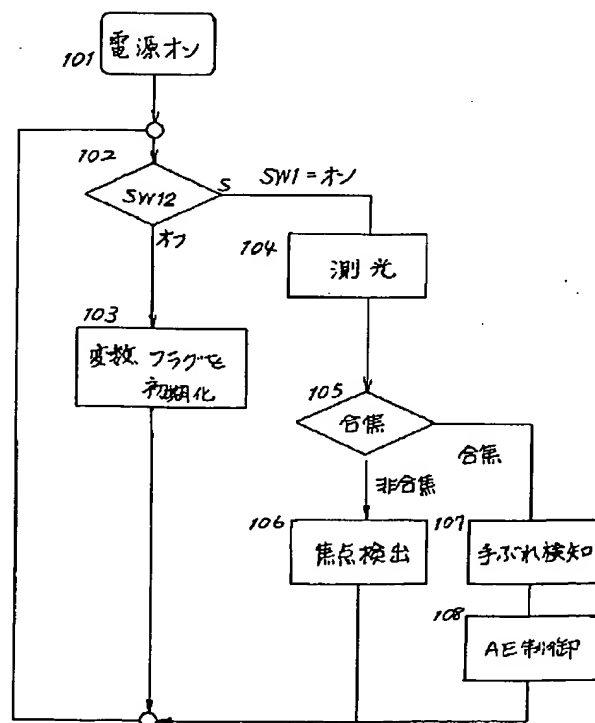 101
電源オン
102
SW12
S
SW1=オン
オフ
104
測光
103
変数、フラグを
初期化
105
合焦
合焦
非合焦
106
焦点検出
107
手ぶれ検知
108
AE制御